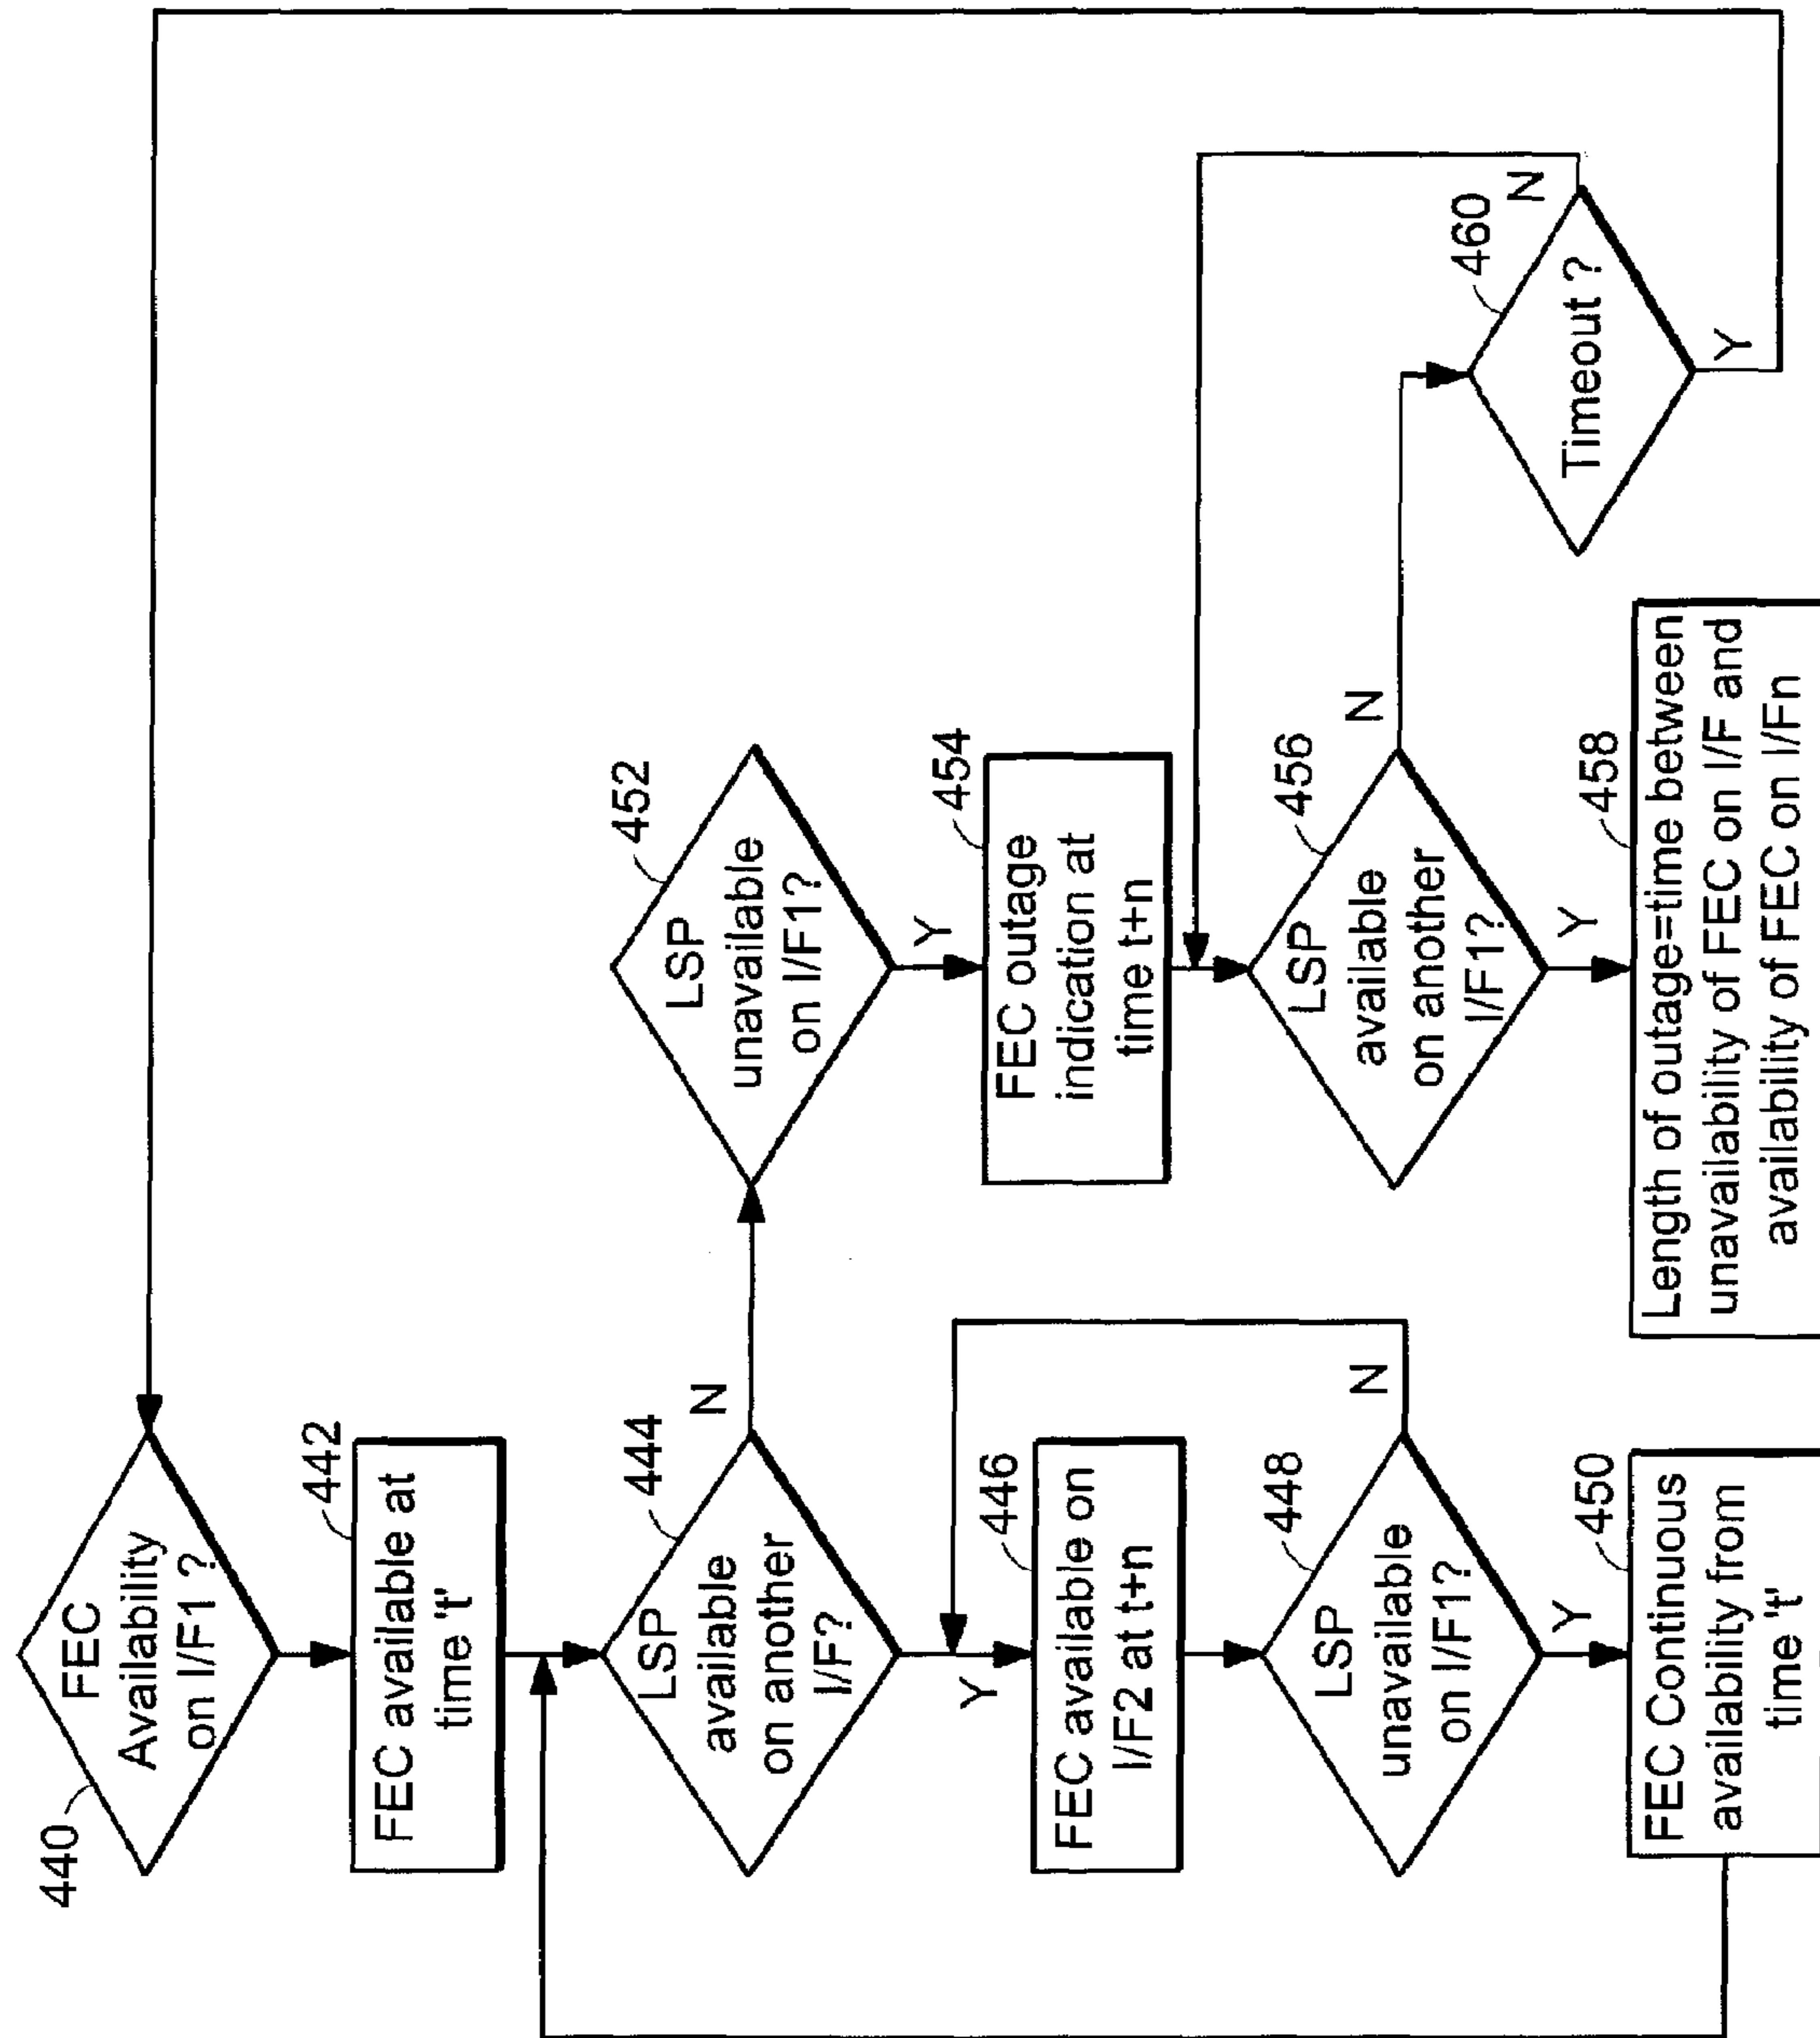 440
FEC
Availability
on I/F1 ?
442
FEC available at
time 't'
444
LSP
available
on another
I/F?
N
Y
446
FEC available on
I/F2 at t+n
448
LSP
unavailable
on I/F1?
N
Y
450
FEC Continuous
availability from
time 't'
452
LSP
unavailable
on I/F1?
Y
454
FEC outage
indication at
time t+n
456
LSP
available
on another
I/F1?
N
Y
458
Length of outage=time between
unavailability of FEC on I/F and
availability of FEC on I/Fn
460
Timeout ?
N
Y